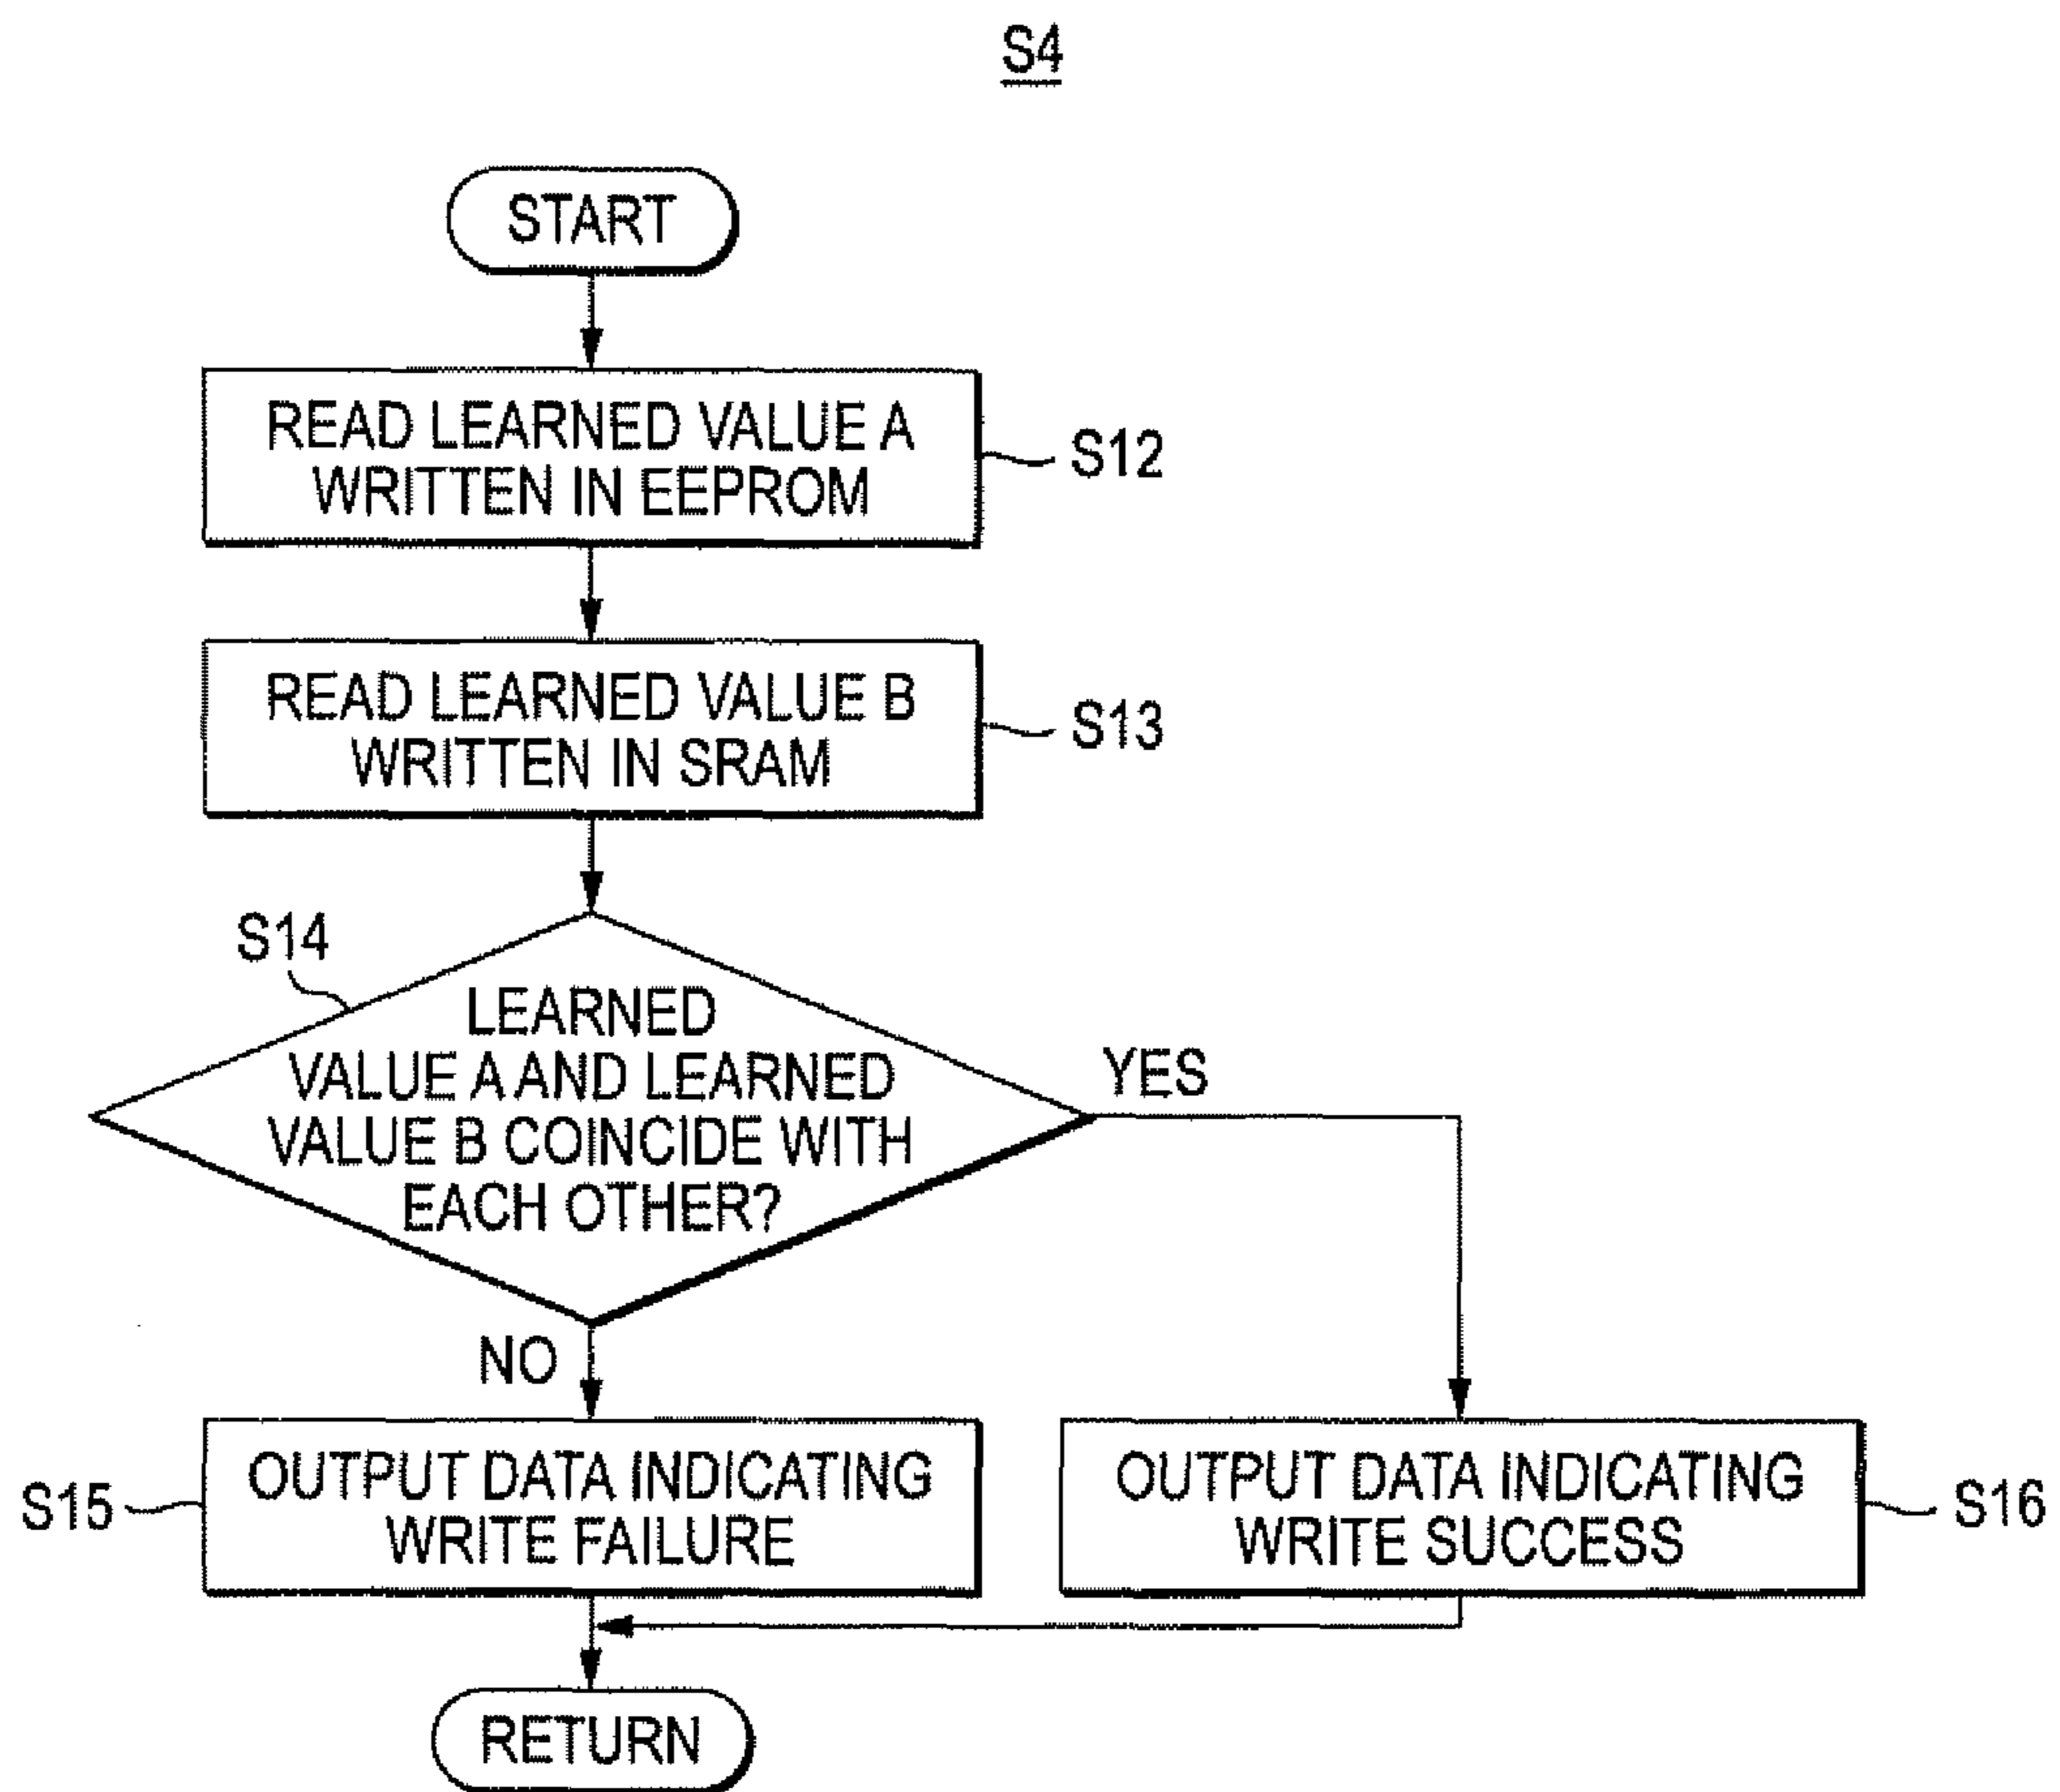 S4
START
READ LEARNED VALUE A
WRITTEN IN EEPROM
S12
READ LEARNED VALUE B
WRITTEN IN SRAM
S13
S14
LEARNED
VALUE A AND LEARNED
VALUE B COINCIDE WITH
EACH OTHER?
YES
NO
S15
OUTPUT DATA INDICATING
WRITE FAILURE
OUTPUT DATA INDICATING
WRITE SUCCESS
S16
RETURN